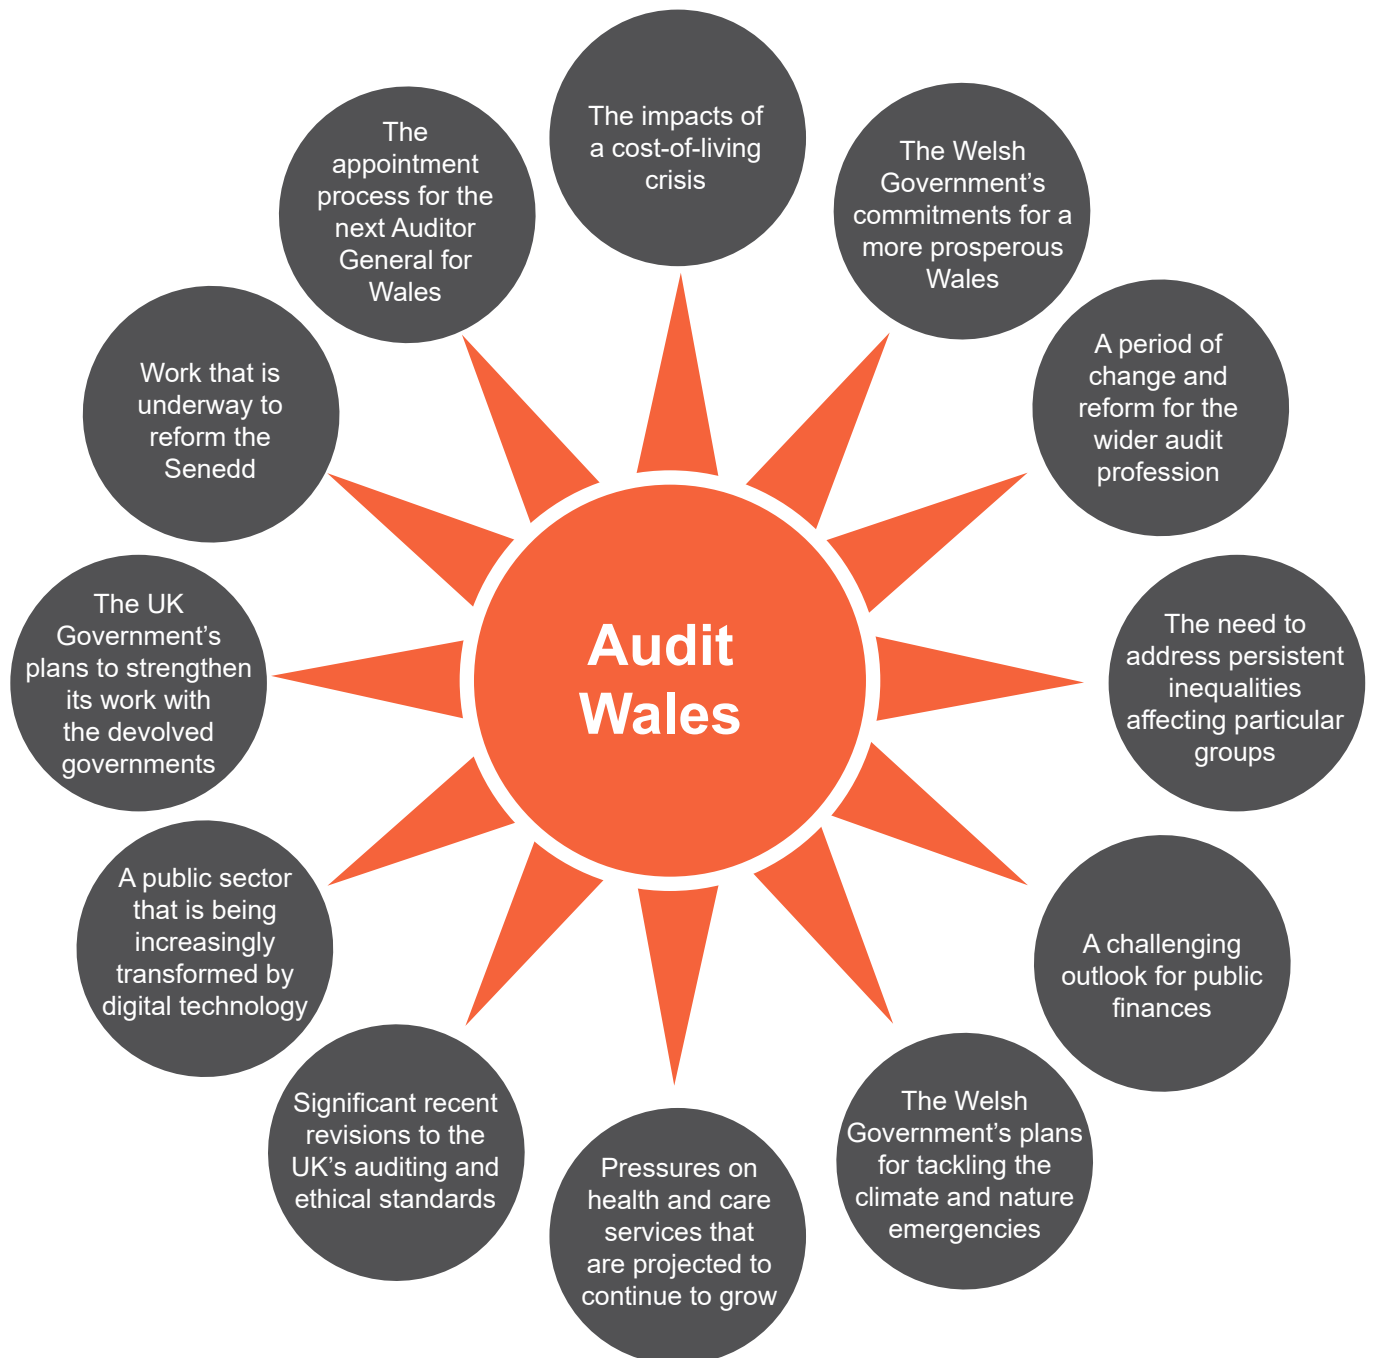 The impacts of
a cost-of-living
crisis
The Welsh
Government’s
commitments for a
more prosperous
Wales
A period of
change and
reform for the
wider audit
profession
The need to
address persistent
inequalities
affecting particular
groups
A challenging
outlook for public
finances
The Welsh
Government’s plans
for tackling the
climate and nature
emergencies
Pressures on
health and care
services that
are projected to
continue to grow
Significant recent
revisions to the
UK’s auditing and
ethical standards
A public sector
that is being
increasingly
transformed by
digital technology
The UK
Government’s
plans to strengthen
its work with
the devolved
governments
Work that is
underway to
reform the
Senedd
The
appointment
process for the
next Auditor
General for
Wales
Audit
Wales